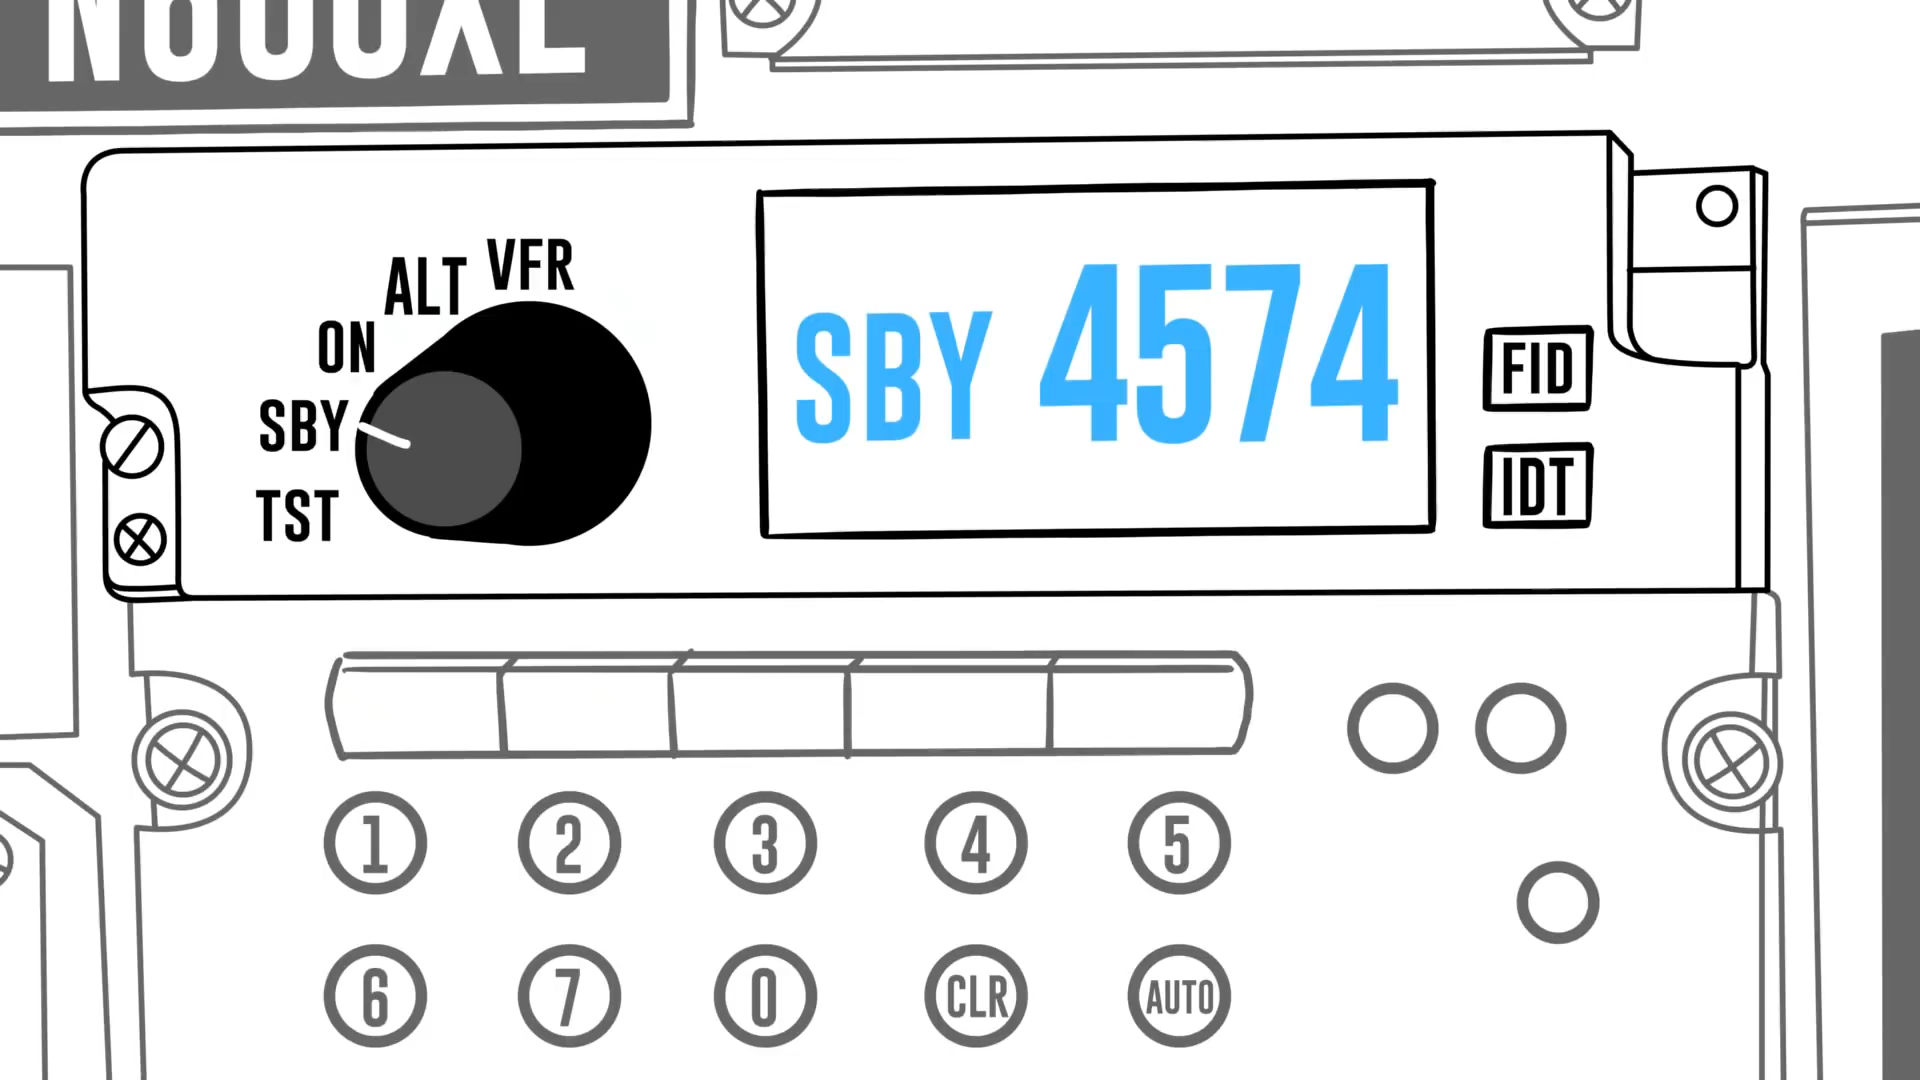 VFR
ALT
ON
SBY
TST
SBY 4574
FID
IDT
1 2 3 4 5
6 7 0 CLR AUTO